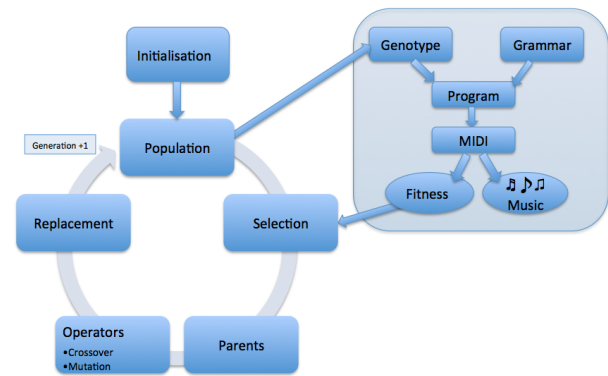 Initialisation
Genotype
Grammar
Program
MIDI
Fitness
Music
Generation +1
Population
Replacement
Selection
Operators
•Crossover
•Mutation
Parents